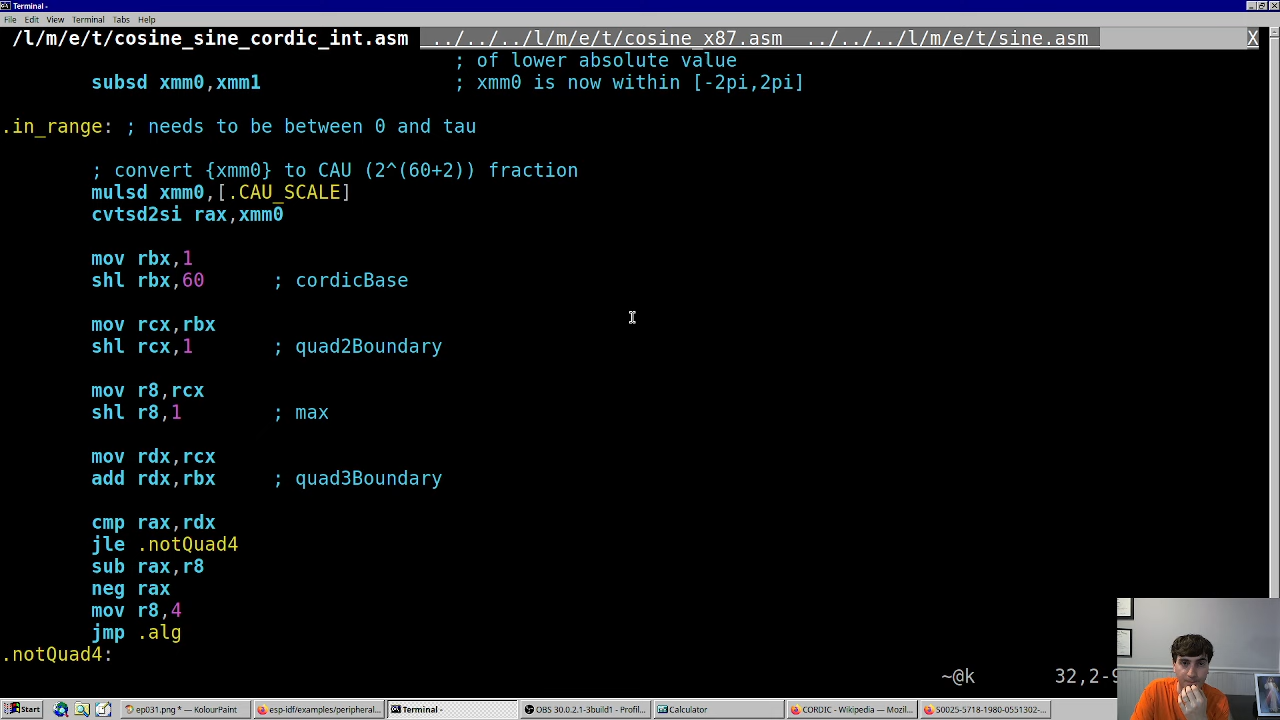 Terminal -
File Edit View Terminal Tabs Help
/l/m/e/t/cosine_sine_cordic_int.asm ../../../l/m/e/t/cosine_x87.asm ../../../l/m/e/t/sine.asm X
; of lower absolute value
subsd xmm0,xmm1 ; xmm0 is now within [-2pi,2pi]
.in_range: ; needs to be between 0 and tau
; convert {xmm0} to CAU (2^(60+2)) fraction
mulsd xmm0,[.CAU_SCALE]
cvtsd2si rax,xmm0
mov rbx,1
shl rbx,60 ; cordicBase
mov rcx,rbx
shl rcx,1 ; quad2Boundary
mov r8,rcx
shl r8,1 ; max
mov rdx,rcx
add rdx,rbx ; quad3Boundary
cmp rax,rdx
jle .notQuad4
sub rax,r8
neg rax
mov r8,4
jmp .alg
.notQuad4:
~@k 32,2-9
Start ep031.png * — KolourPaint esp-idf/examples/peripheral... Terminal - OBS 30.0.2.1-3build1 - Profil... Calculator CORDIC - Wikipedia — Mozil... S0025-5718-1980-0551302-...